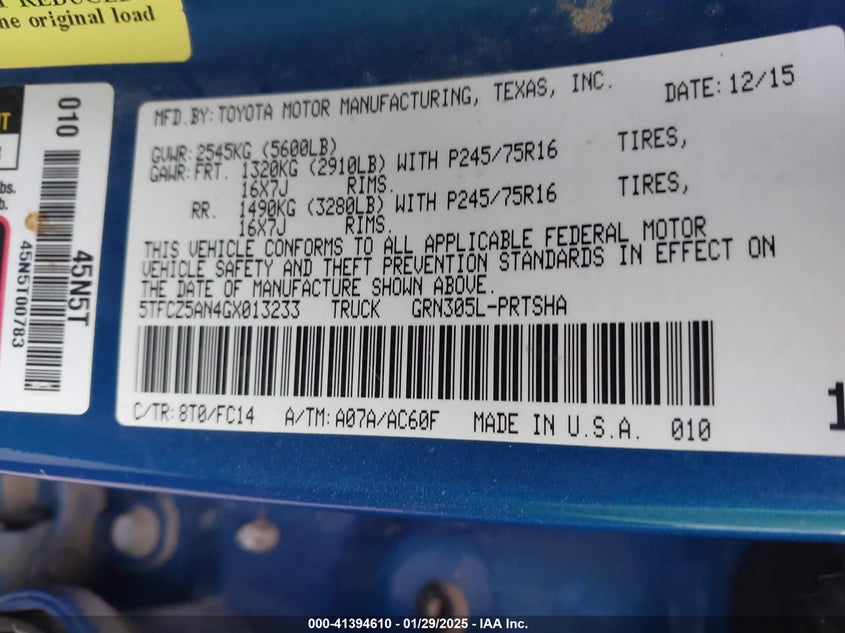 ne original load
010
45N5T
45N5T00783
MFD.BY: TOYOTA MOTOR MANUFACTURING, TEXAS, INC. DATE: 12/15
GVWR: 2545KG (5600LB)
GAWR: FRT. 1320KG (2910LB) WITH P245/75R16 TIRES,
16X7J RIMS.
RR. 1490KG (3280LB) WITH P245/75R16 TIRES,
16X7J RIMS.
THIS VEHICLE CONFORMS TO ALL APPLICABLE FEDERAL MOTOR
VEHICLE SAFETY AND THEFT PREVENTION STANDARDS IN EFFECT ON
THE DATE OF MANUFACTURE SHOWN ABOVE.
5TFCZ5AN4GX013233 TRUCK GRN305L-PRTSHA
C/TR: 8T0/FC14 A/TM: A07A/AC60F MADE IN U.S.A. 010
000-41394610 - 01/29/2025 - IAA Inc.